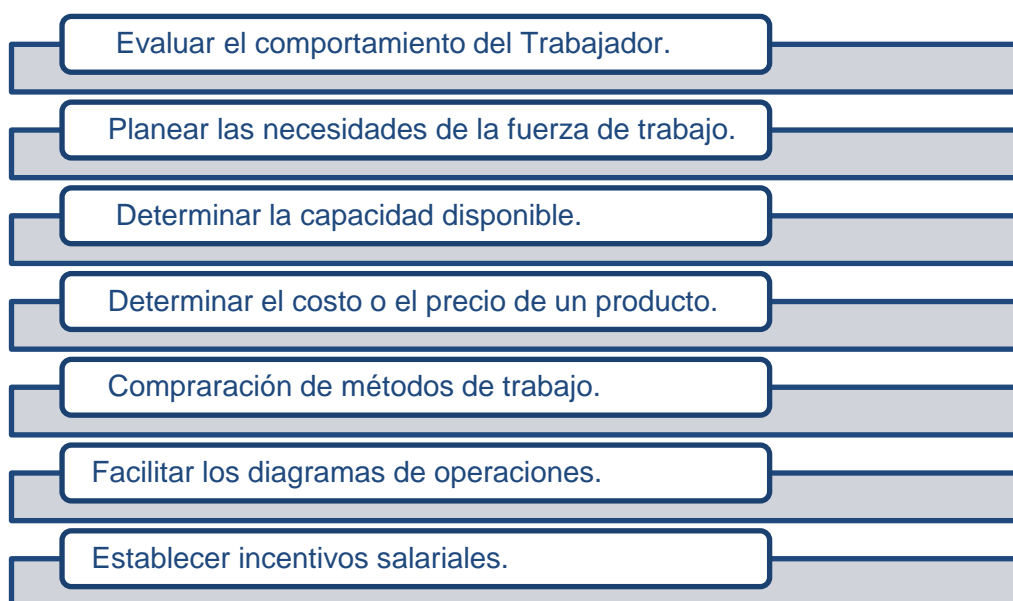 Evaluar el comportamiento del Trabajador.
Planear las necesidades de la fuerza de trabajo.
Determinar la capacidad disponible.
Determinar el costo o el precio de un producto.
Compraración de métodos de trabajo.
Facilitar los diagramas de operaciones.
Establecer incentivos salariales.